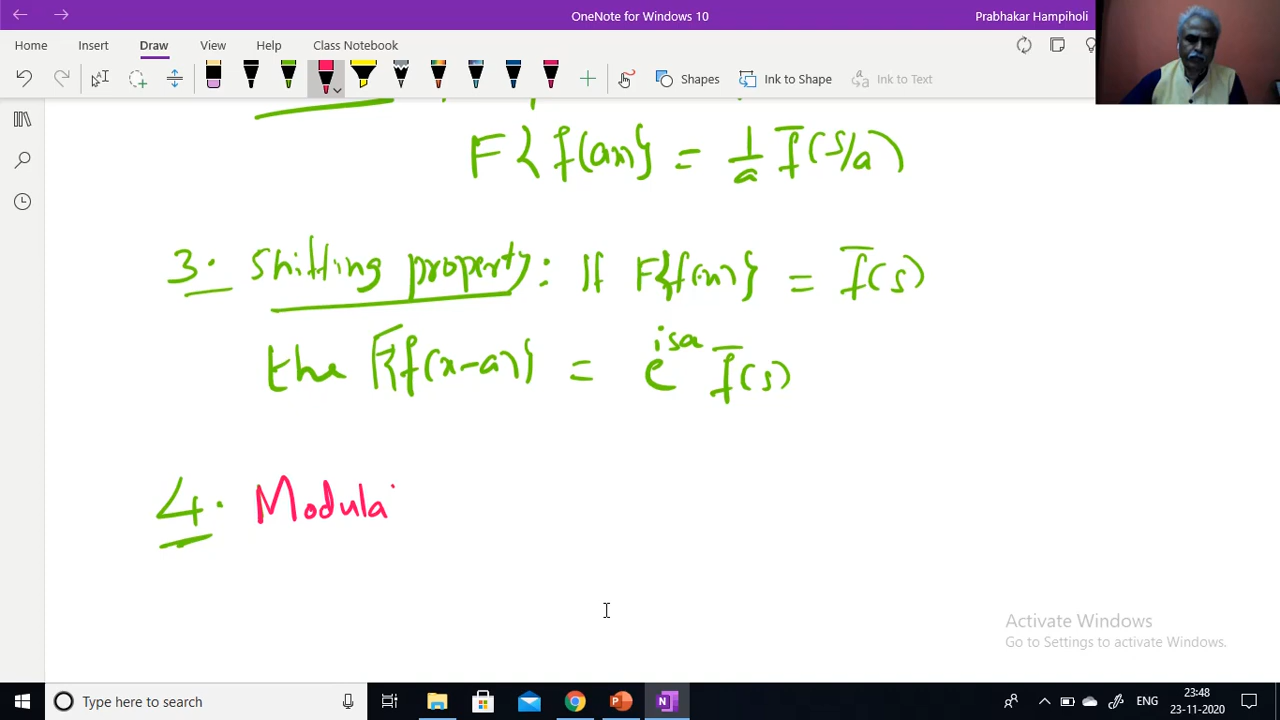 OneNote for Windows 10
Prabhakar Hampiholi
Home Insert Draw View Help Class Notebook
Shapes Ink to Shape Ink to Text
F{f(ax)} = 1/a f̅(s/a)
3. Shifting property: If F{f(x)} = f̅(s)
the F{f(x-a)} = e^{isa} f̅(s)
4. Modula
Activate Windows
Go to Settings to activate Windows.
Type here to search
ENG
23:48
23-11-2020